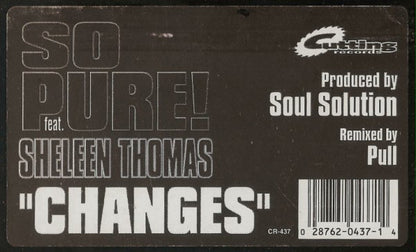 SO
PURE!
feat.
SHELEEN THOMAS
"CHANGES"
Cutting
records
Produced by
Soul Solution
Remixed by
Pull
CR-437
0 28762-0437-1 4